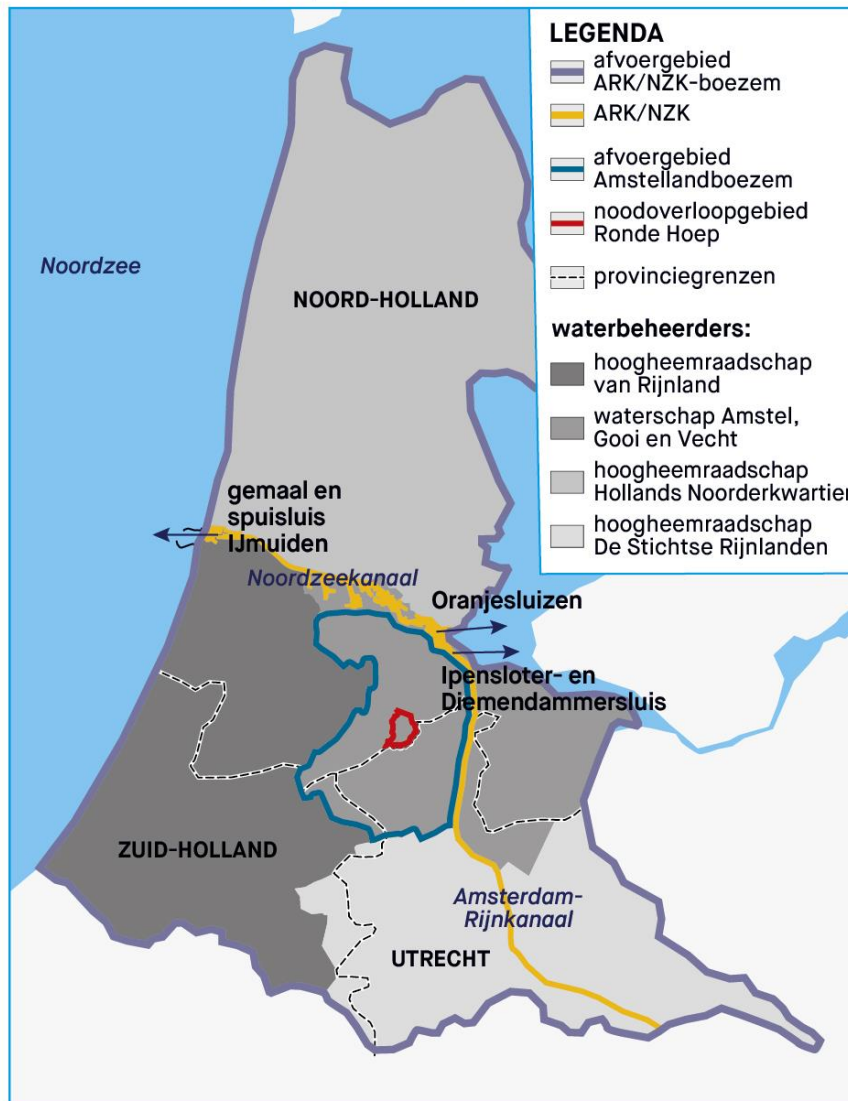 LEGENDA
afvoergebied
ARK/NZK-boezem
ARK/NZK
afvoergebied
Amstellandboezem
noodoverloopgebied
Ronde Hoep
provinciegrenzen
waterbeheerders:
hoogheemraadschap
van Rijnland
waterschap Amstel,
Gooi en Vecht
hoogheemraadschap
Hollands Noorderkwartier
hoogheemraadschap
De Stichtse Rijnlanden
Noordzee
NOORD-HOLLAND
gemaal en
spuisluis
IJmuiden
Noordzeekanaal
Oranjesluizen
Ipensloter- en
Diemendammersluis
ZUID-HOLLAND
Amsterdam-
Rijnkanaal
UTRECHT